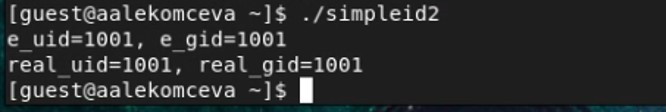 [guest@aalekomceva ~]$ ./simpleid2
e_uid=1001, e_gid=1001
real_uid=1001, real_gid=1001
[guest@aalekomceva ~]$